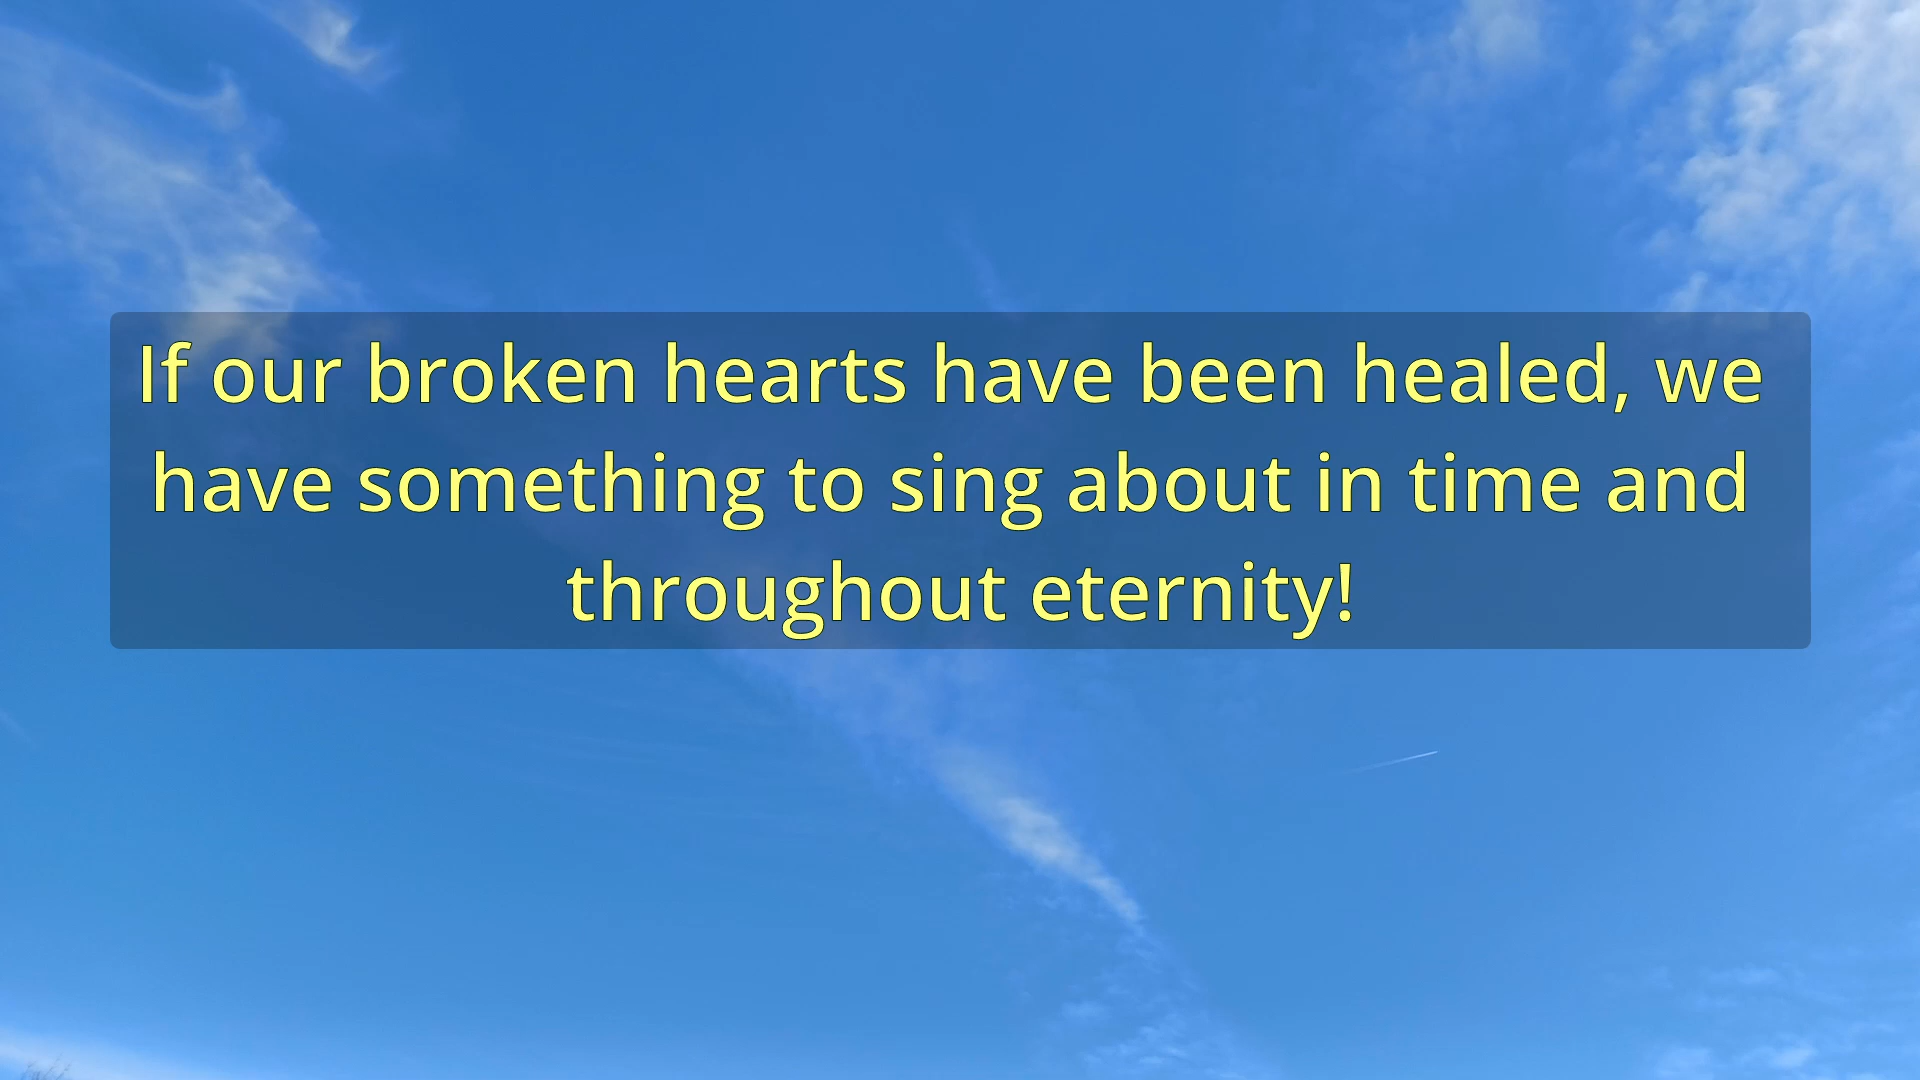 If our broken hearts have been healed, we
have something to sing about in time and
throughout eternity!